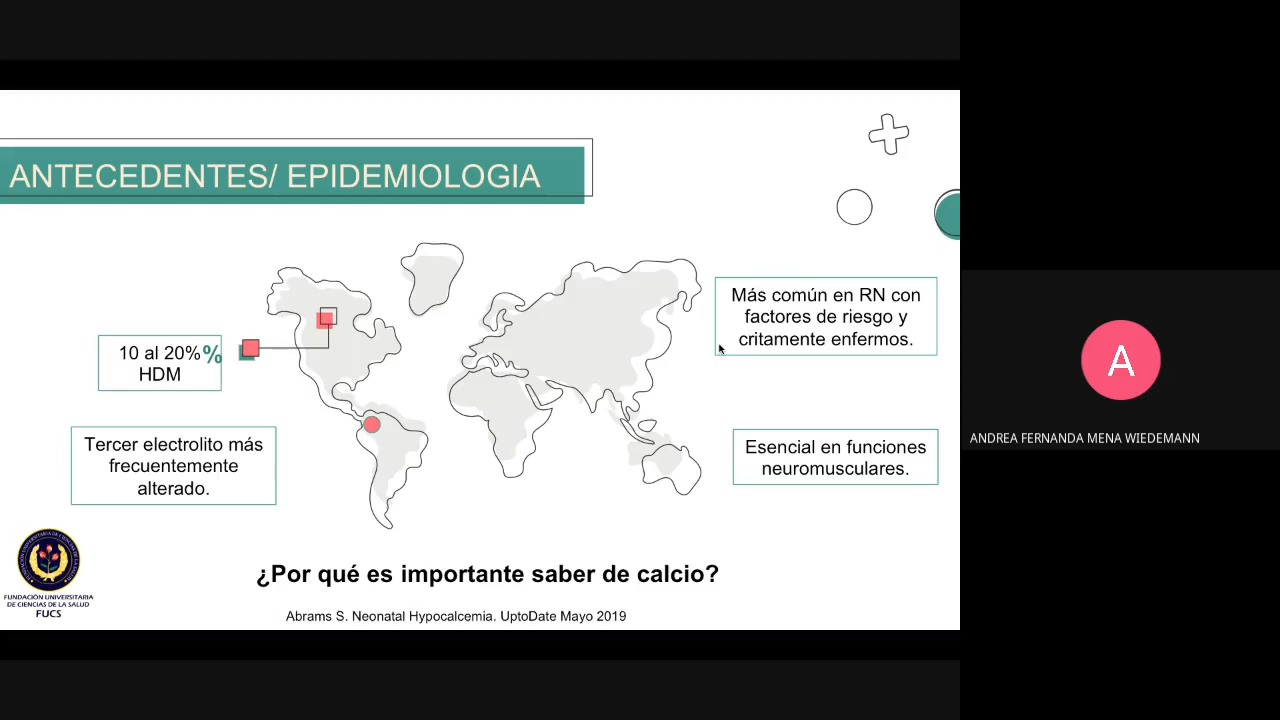 ANTECEDENTES/ EPIDEMIOLOGIA
10 al 20%%
HDM
Tercer electrolito más
frecuentemente
alterado.
Más común en RN con
factores de riesgo y
critamente enfermos.
Esencial en funciones
neuromusculares.
¿Por qué es importante saber de calcio?
Abrams S. Neonatal Hypocalcemia. UptoDate Mayo 2019
FUNDACIÓN UNIVERSITARIA
DE CIENCIAS DE LA SALUD
FUCS
A
ANDREA FERNANDA MENA WIEDEMANN